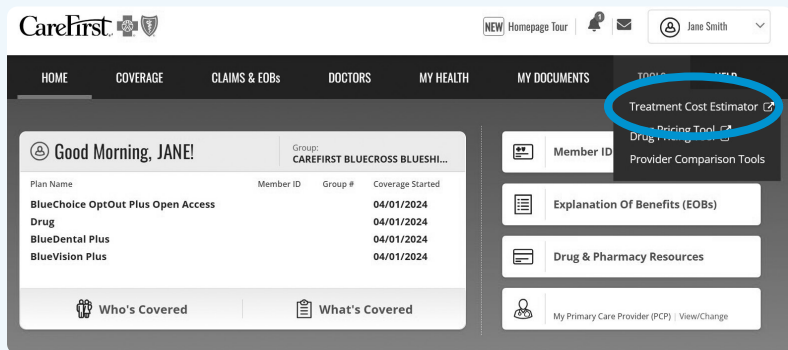 CareFirst
NEW Homepage Tour
1
Jane Smith
HOME COVERAGE CLAIMS & EOBs DOCTORS MY HEALTH MY DOCUMENTS TOOLS HELP
Treatment Cost Estimator
Drug Pricing Tool
Provider Comparison Tools
Good Morning, JANE!
Group:
CAREFIRST BLUECROSS BLUESHI...
Plan Name Member ID Group # Coverage Started
BlueChoice OptOut Plus Open Access 04/01/2024
Drug 04/01/2024
BlueDental Plus 04/01/2024
BlueVision Plus 04/01/2024
Who's Covered What's Covered
Member ID
Explanation Of Benefits (EOBs)
Drug & Pharmacy Resources
My Primary Care Provider (PCP) | View/Change